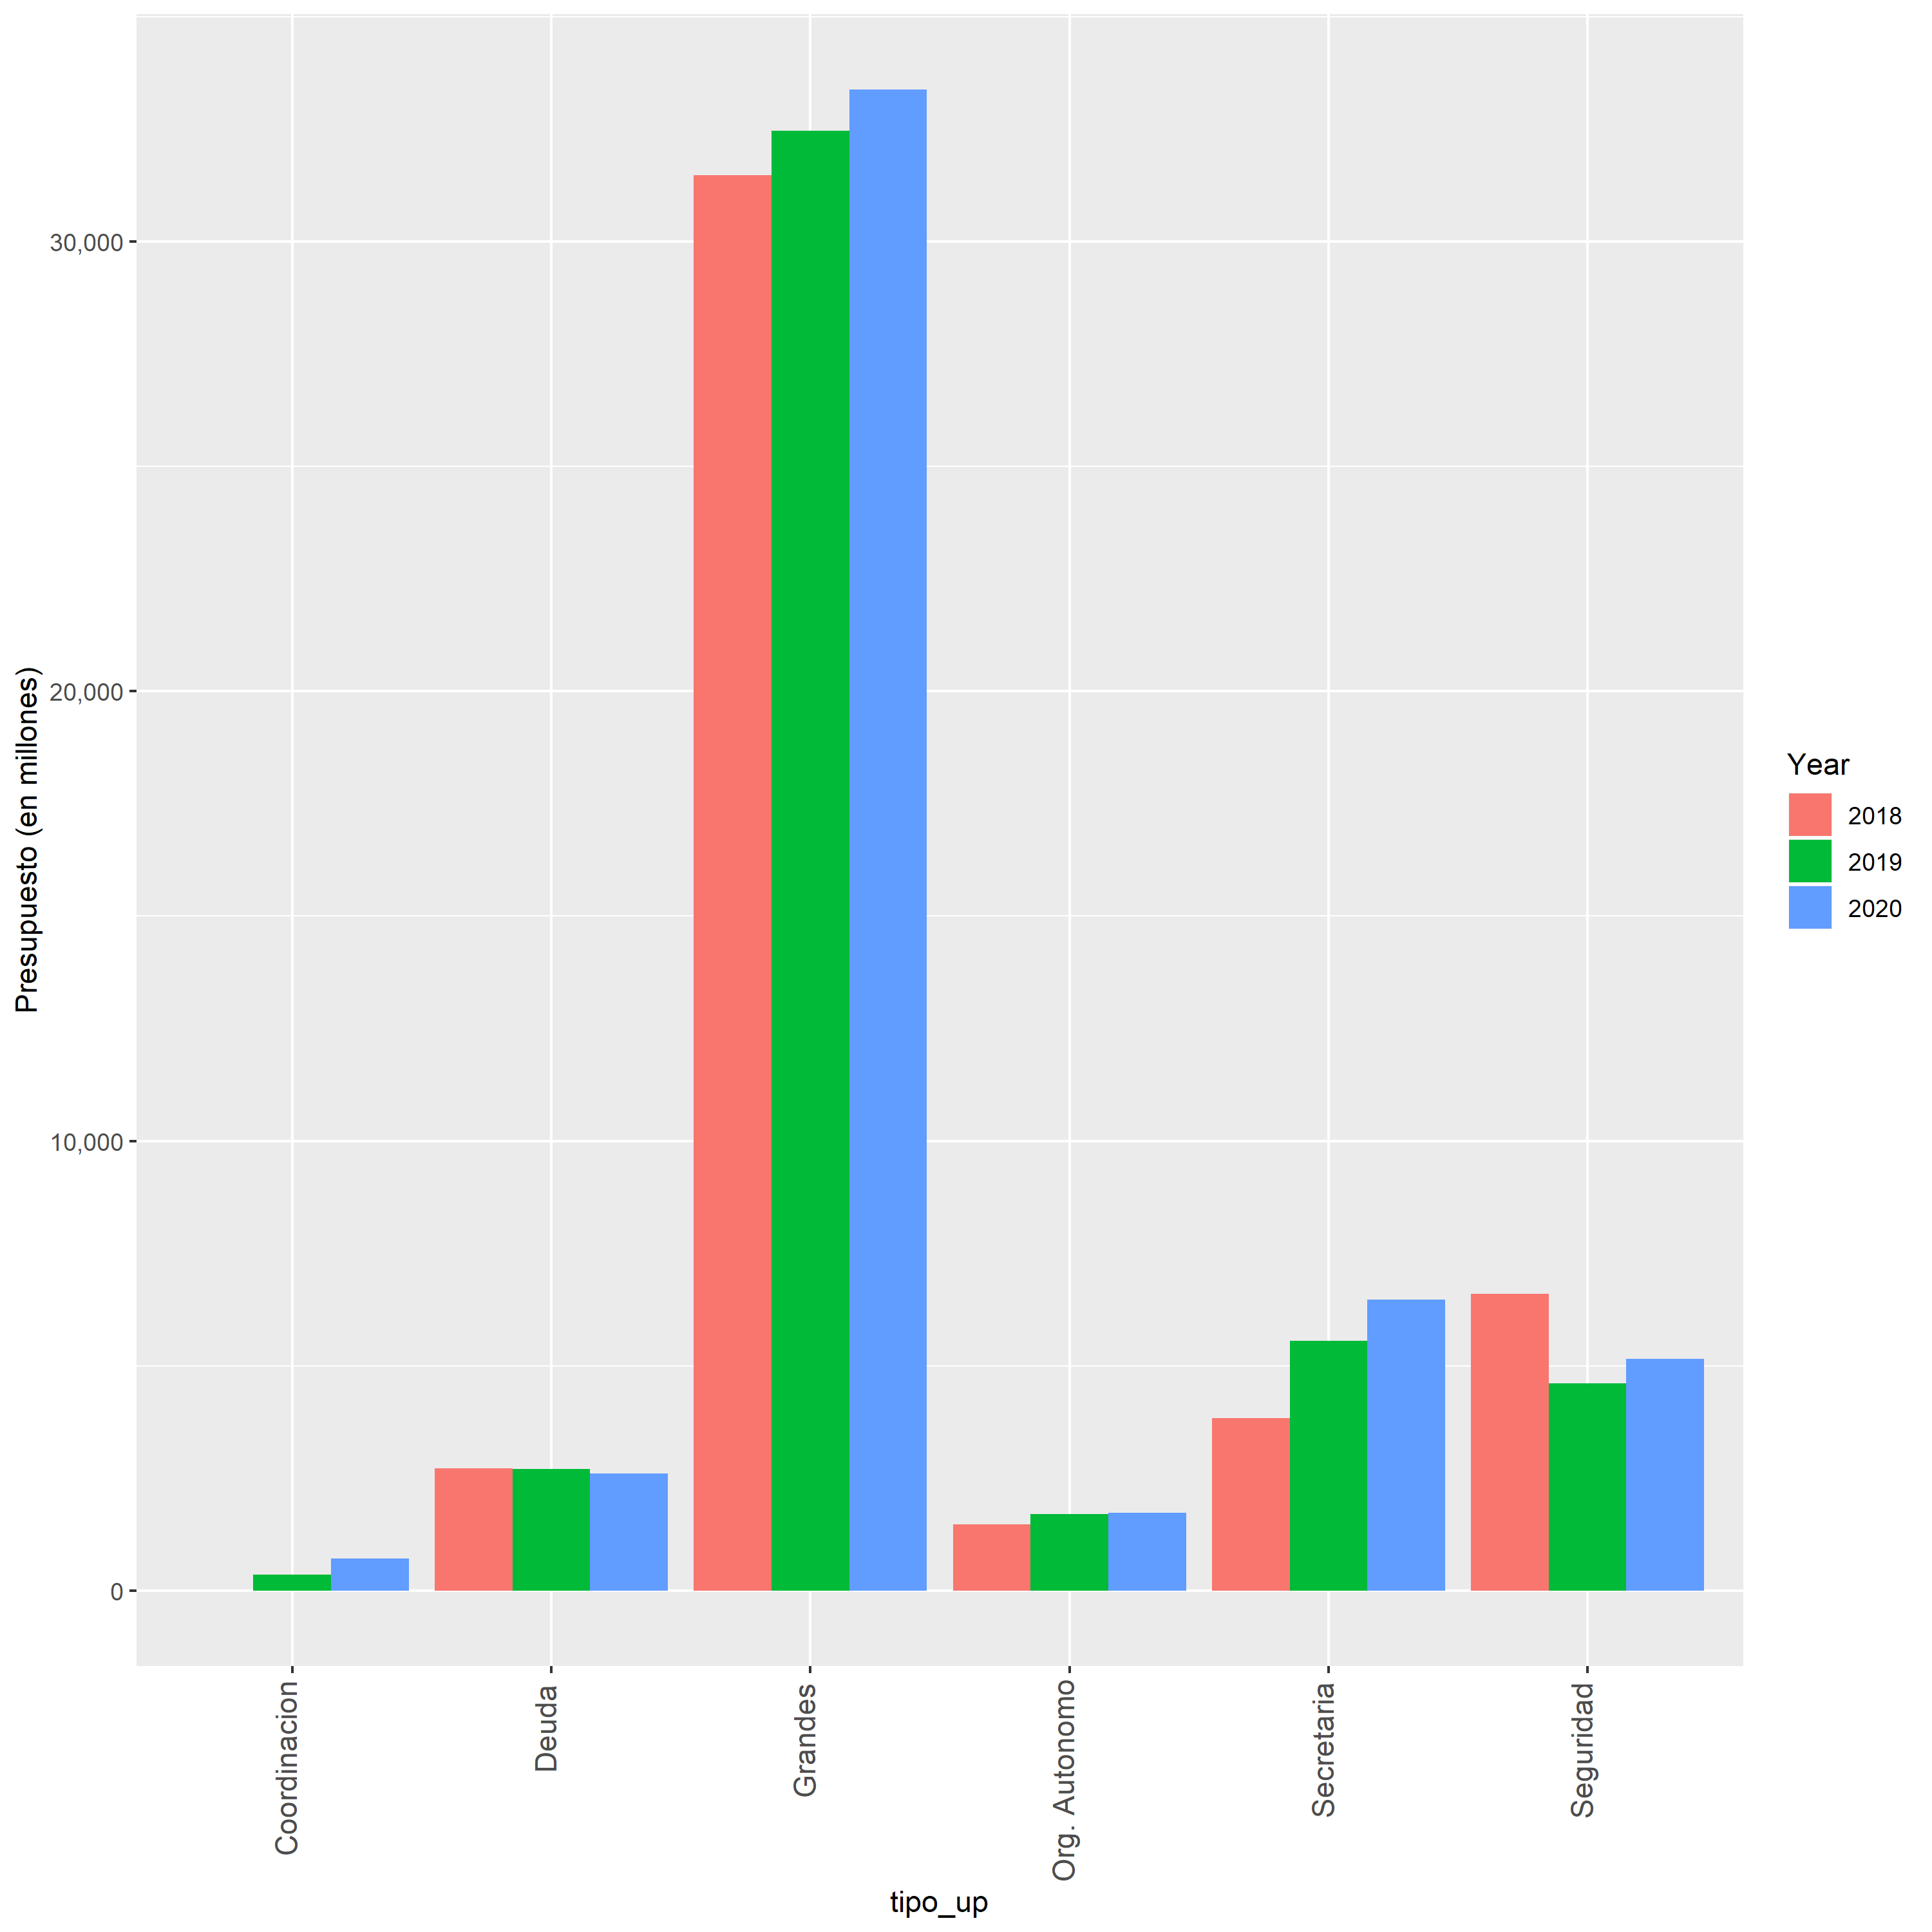 Presupuesto (en millones)
30,000
20,000
10,000
0
Coordinacion
Deuda
Grandes
Org. Autonomo
Secretaria
Seguridad
tipo_up
Year
2018
2019
2020